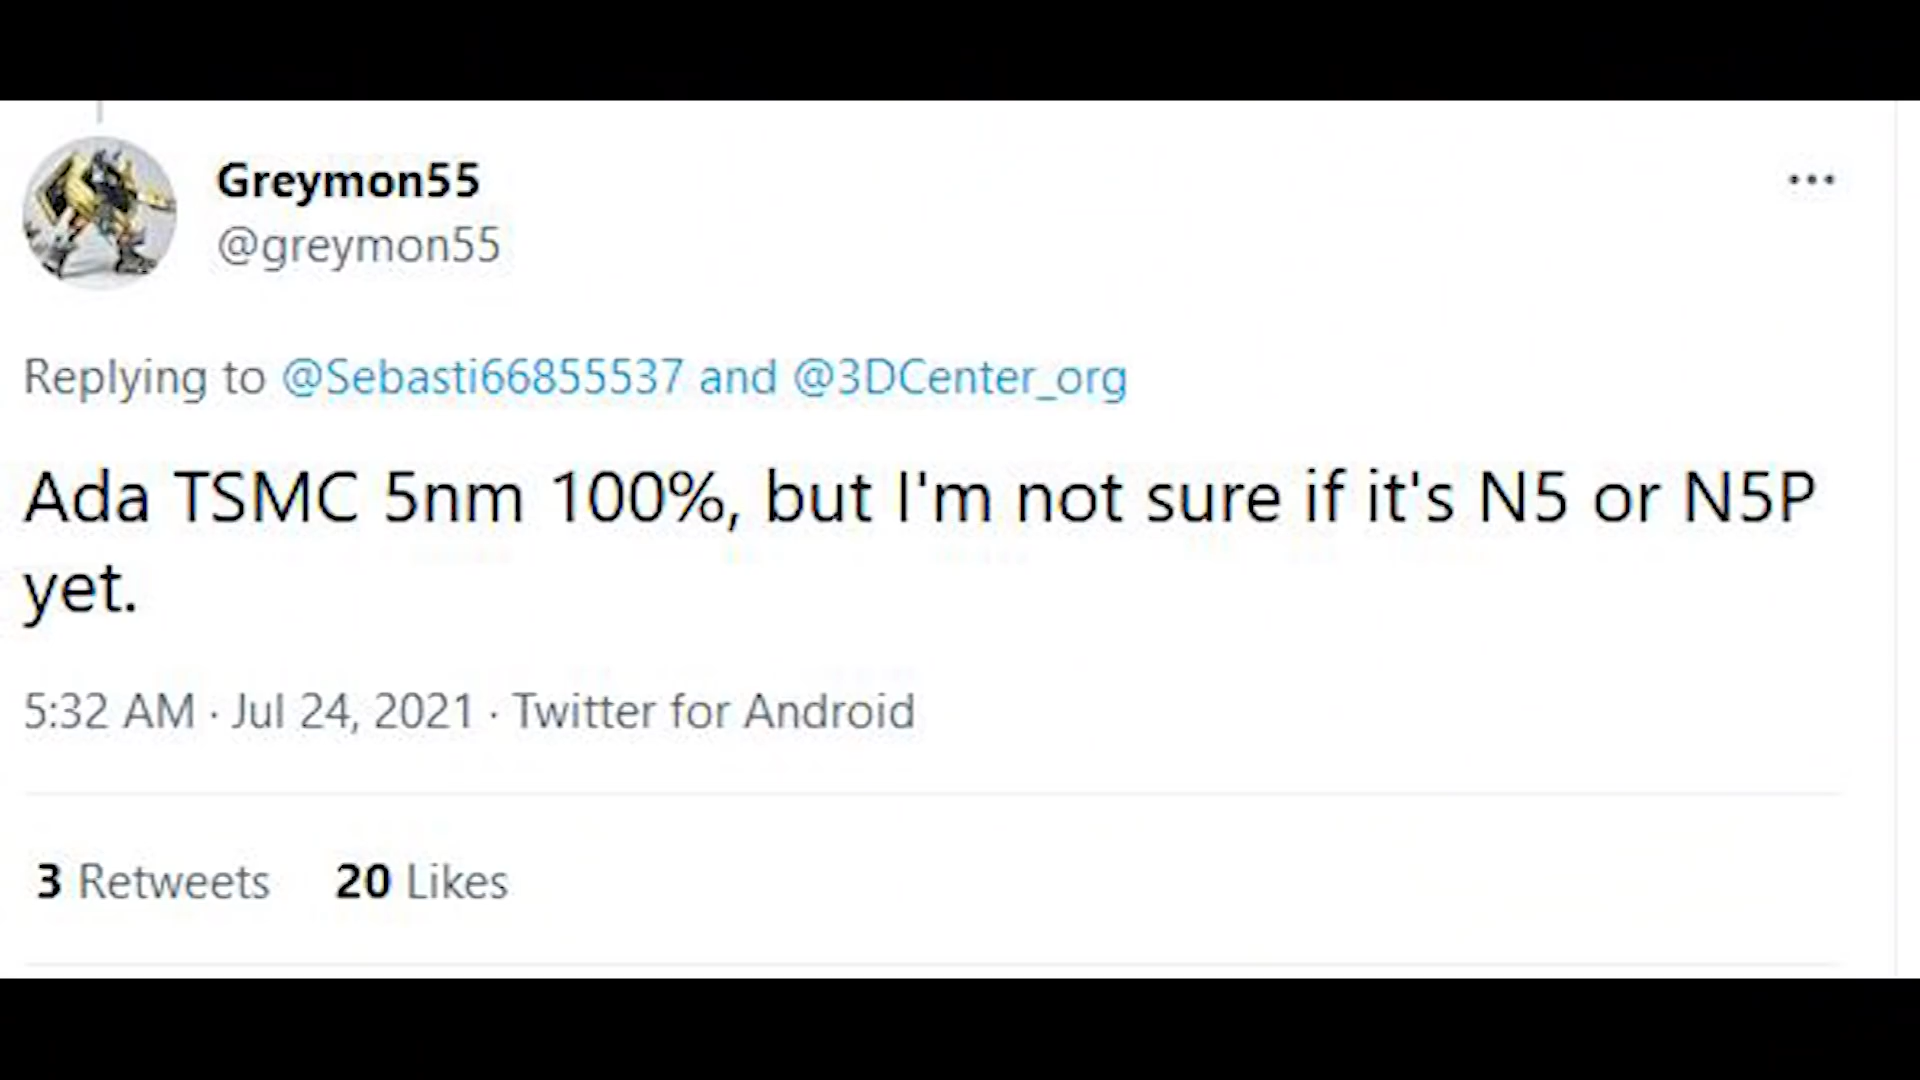 Greymon55
@greymon55
Replying to @Sebasti66855537 and @3DCenter_org
Ada TSMC 5nm 100%, but I'm not sure if it's N5 or N5P
yet.
5:32 AM · Jul 24, 2021 · Twitter for Android
3 Retweets 20 Likes